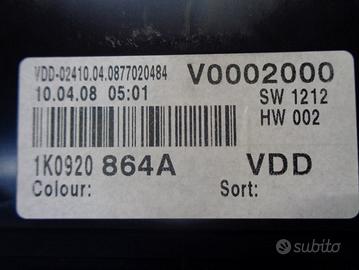 VDD-02410.04.0877020484 V0002000
10.04.08 05:01 SW 1212
HW 002
1K0920 864A VDD
Colour: Sort:
subito